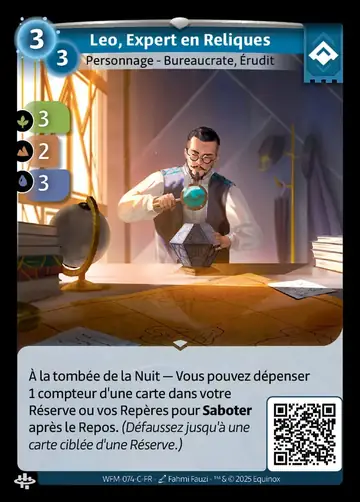 3
Leo, Expert en Reliques
3
Personnage - Bureaucrate, Érudit
3
2
3
À la tombée de la Nuit — Vous pouvez dépenser
1 compteur d'une carte dans votre
Réserve ou vos Repères pour Saboter
après le Repos. (Défaussez jusqu'à une
carte ciblée d'une Réserve.)
WFM-074-C-FR - Fahmi Fauzi - ™& © 2025 Equinox